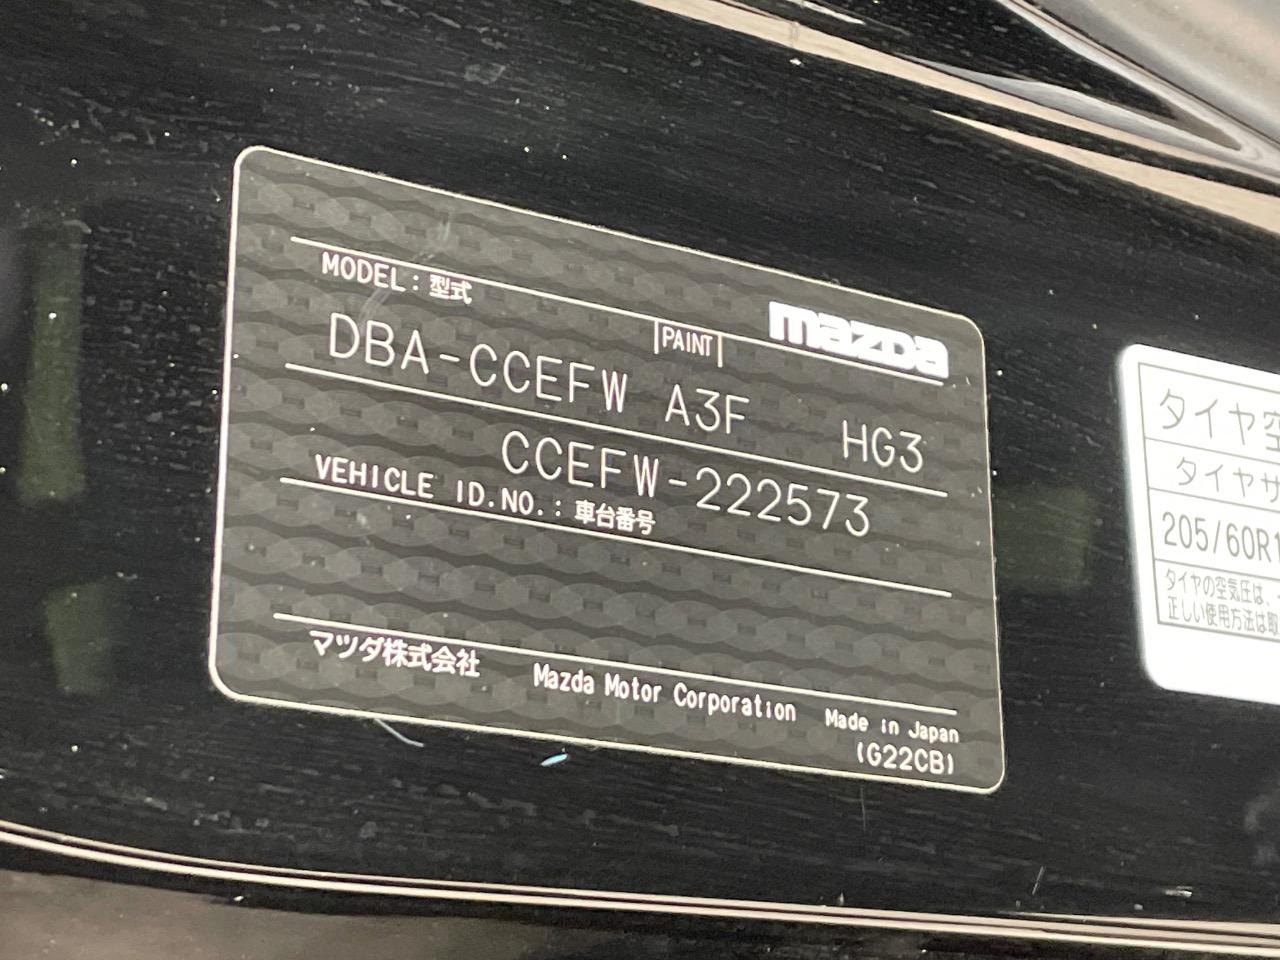 mazda
MODEL:型式
PAINT
DBA-CCEFW A3F HG3
CCEFW-222573
VEHICLE ID.NO.:車台番号
マツダ株式会社 Mazda Motor Corporation Made in Japan
(G22CB)
タイヤ空
タイヤサ
205/60R1
タイヤの空気圧は、
正しい使用方法は取